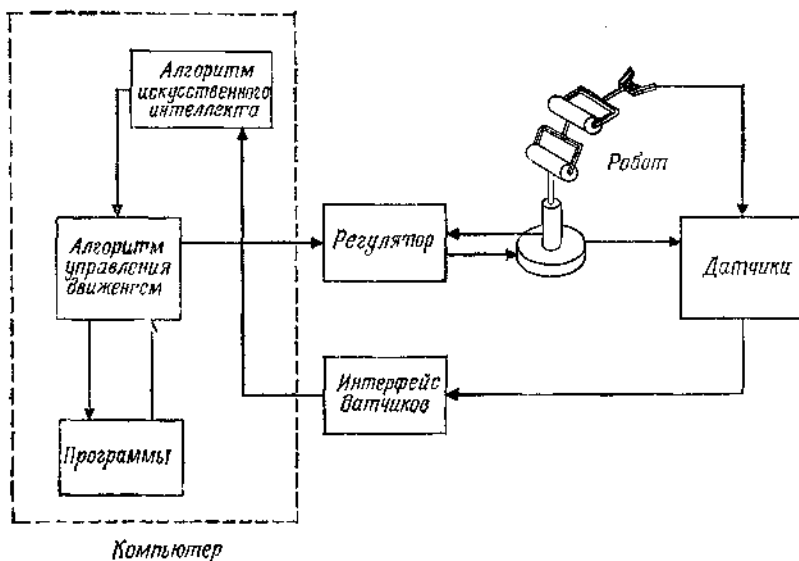 Алгоритм
искусственного
интеллекта
Робот
Алгоритм
управления
движением
Регулятор
Датчики
Интерфейс
датчиков
Программы
Компьютер